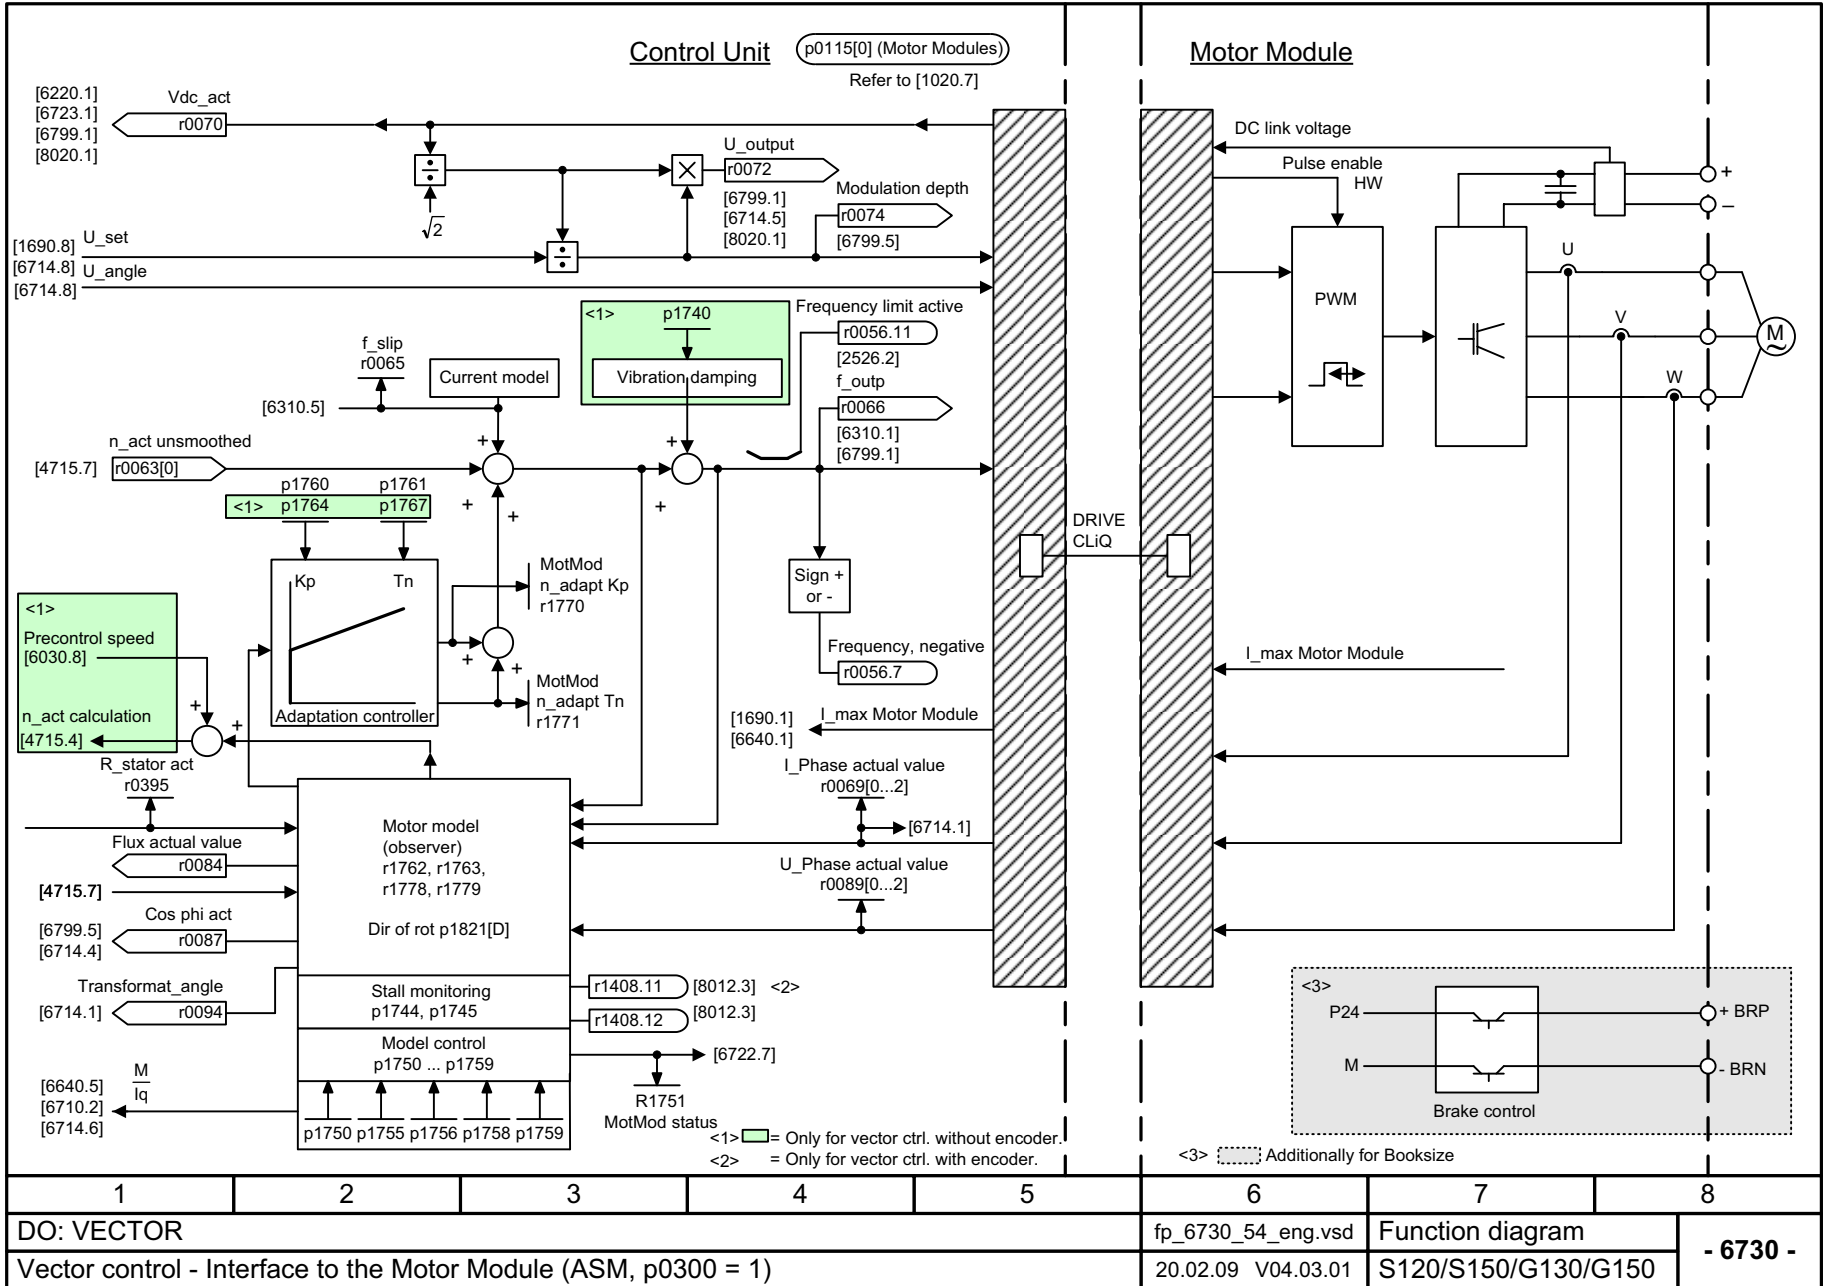 Control Unit
p0115[0] (Motor Modules)
Refer to [1020.7]
Motor Module
[6220.1]
[6723.1]
[6799.1]
[8020.1]
Vdc_act
r0070
÷
√2
×
U_output
r0072
[6799.1]
[6714.5]
[8020.1]
Modulation depth
r0074
[6799.5]
[1690.8]
[6714.8]
U_set
÷
U_angle
[6714.8]
DC link voltage
Pulse enable
HW
+
–
PWM
U
V
W
M
~
<1>
p1740
Vibration damping
Frequency limit active
r0056.11
[2526.2]
f_outp
r0066
[6310.1]
[6799.1]
f_slip
r0065
Current model
[6310.5]
n_act unsmoothed
[4715.7]
r0063[0]
+
+
+
+
+
p1760
p1761
<1>
p1764
p1767
Kp
Tn
Adaptation controller
MotMod
n_adapt Kp
r1770
+
+
MotMod
n_adapt Tn
r1771
Sign +
or -
Frequency, negative
r0056.7
DRIVE
CLiQ
<1>
Precontrol speed
[6030.8]
n_act calculation
[4715.4]
+
+
I_max Motor Module
[1690.1]
[6640.1]
I_max Motor Module
R_stator act
r0395
Flux actual value
r0084
[4715.7]
Cos phi act
[6799.5]
[6714.4]
r0087
Transformat_angle
[6714.1]
r0094
[6640.5]
[6710.2]
[6714.6]
M
Iq
Motor model
(observer)
r1762, r1763,
r1778, r1779
Dir of rot p1821[D]
Stall monitoring
p1744, p1745
Model control
p1750 ... p1759
p1750 p1755 p1756 p1758 p1759
I_Phase actual value
r0069[0...2]
[6714.1]
U_Phase actual value
r0089[0...2]
r1408.11
[8012.3]
<2>
r1408.12
[8012.3]
[6722.7]
R1751
MotMod status
<1> = Only for vector ctrl. without encoder.
<2> = Only for vector ctrl. with encoder.
<3>
P24
M
+ BRP
- BRN
Brake control
<3> Additionally for Booksize
1 2 3 4 5 6 7 8
DO: VECTOR
fp_6730_54_eng.vsd
Function diagram
- 6730 -
Vector control - Interface to the Motor Module (ASM, p0300 = 1)
20.02.09 V04.03.01
S120/S150/G130/G150